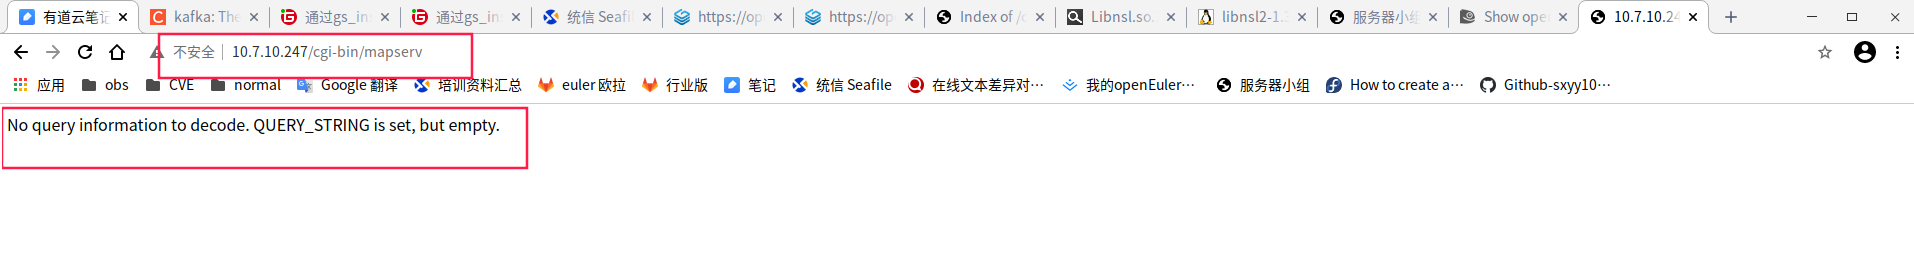 有道云笔记 kafka: The 通过gs_ins 通过gs_ins 统信 Seafil https://op https://op Index of /c Libnsl.so. libnsl2-1. 服务器小组 Show ope 10.7.10.24
不安全 10.7.10.247/cgi-bin/mapserv
应用 obs CVE normal Google 翻译 培训资料汇总 euler 欧拉 行业版 笔记 统信 Seafile 在线文本差异对… 我的openEuler… 服务器小组 How to create a… Github-sxyy10…
No query information to decode. QUERY_STRING is set, but empty.